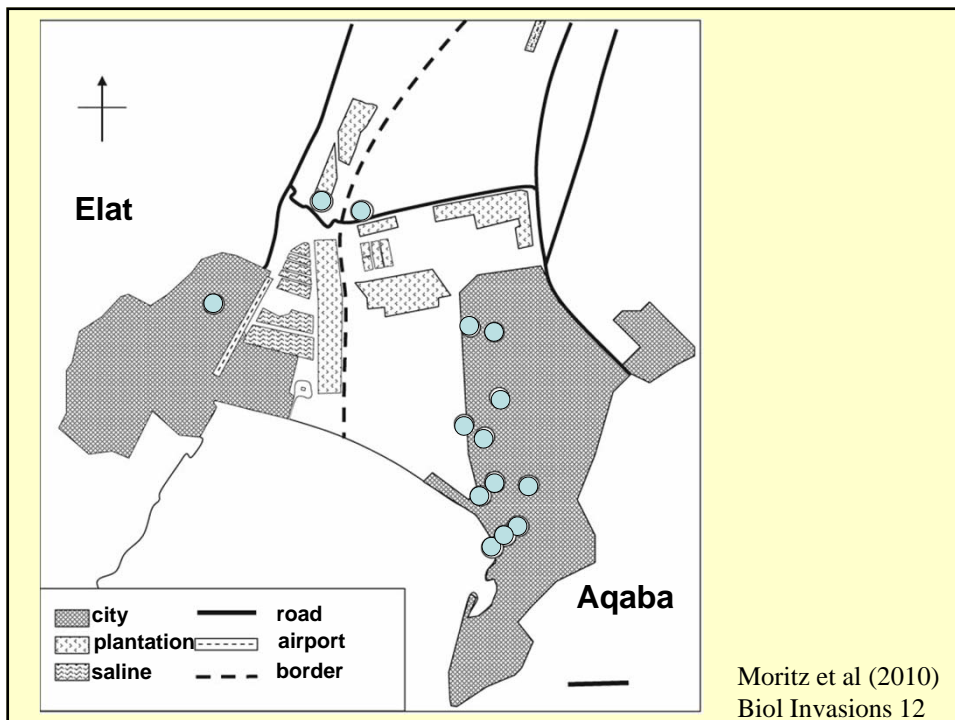 Elat
Aqaba
city
road
plantation
airport
saline
border
Moritz et al (2010)
Biol Invasions 12